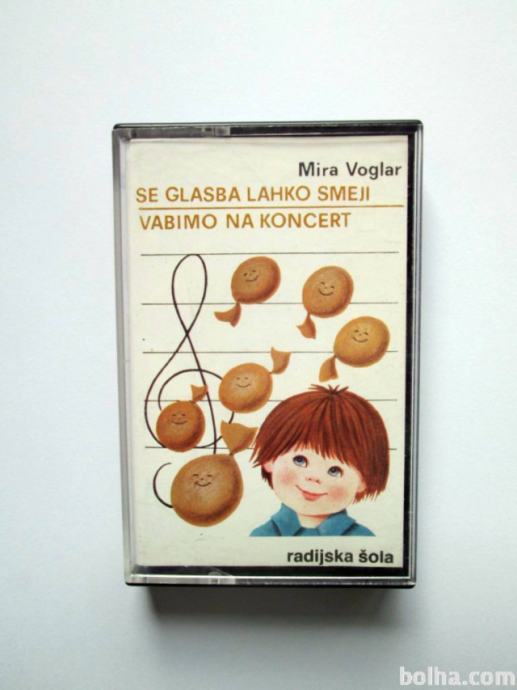 Mira Voglar
SE GLASBA LAHKO SMEJI
VABIMO NA KONCERT
radijska šola
bolha.com